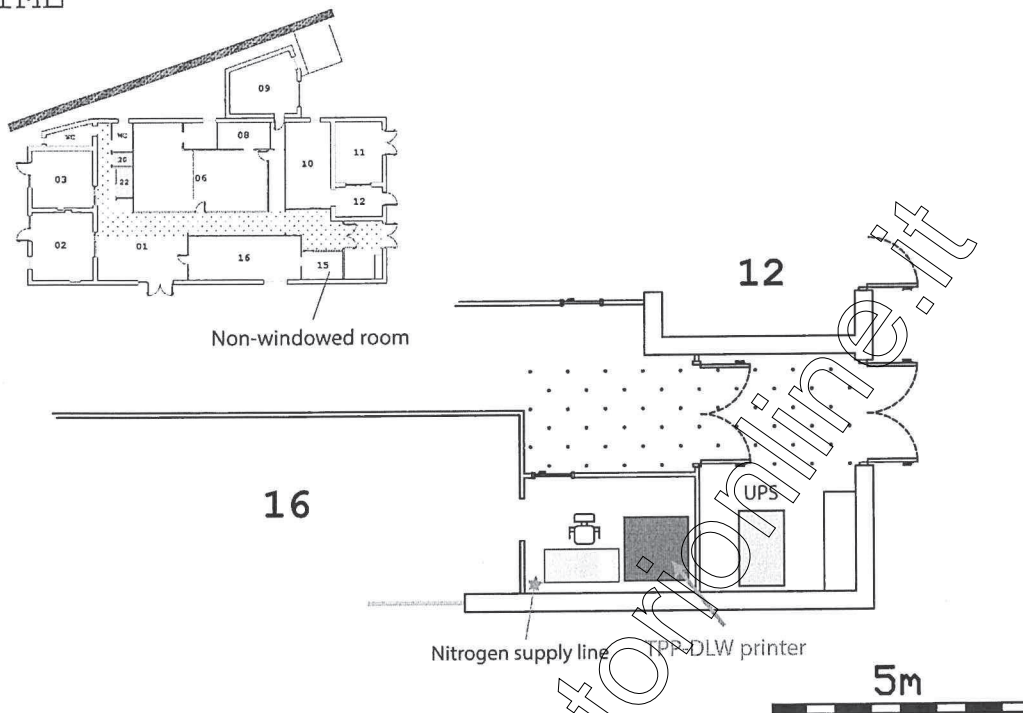 09
WC
WC
08
11
20
10
03
22
06
12
02
01
16
15
Non-windowed room
12
16
UPS
Nitrogen supply line
TPP-DLW printer
5m